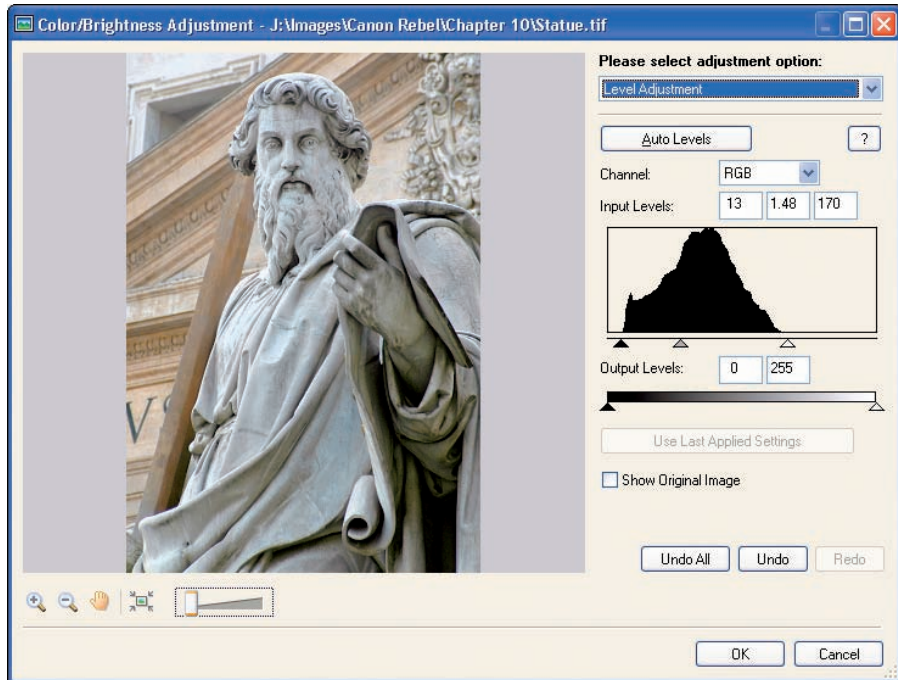 Color/Brightness Adjustment - J:\Images\Canon Rebel\Chapter 10\Statue.tif
Please select adjustment option:
Level Adjustment
Auto Levels
?
Channel: RGB
Input Levels: 13 1.48 170
Output Levels: 0 255
Use Last Applied Settings
Show Original Image
Undo All Undo Redo
OK Cancel